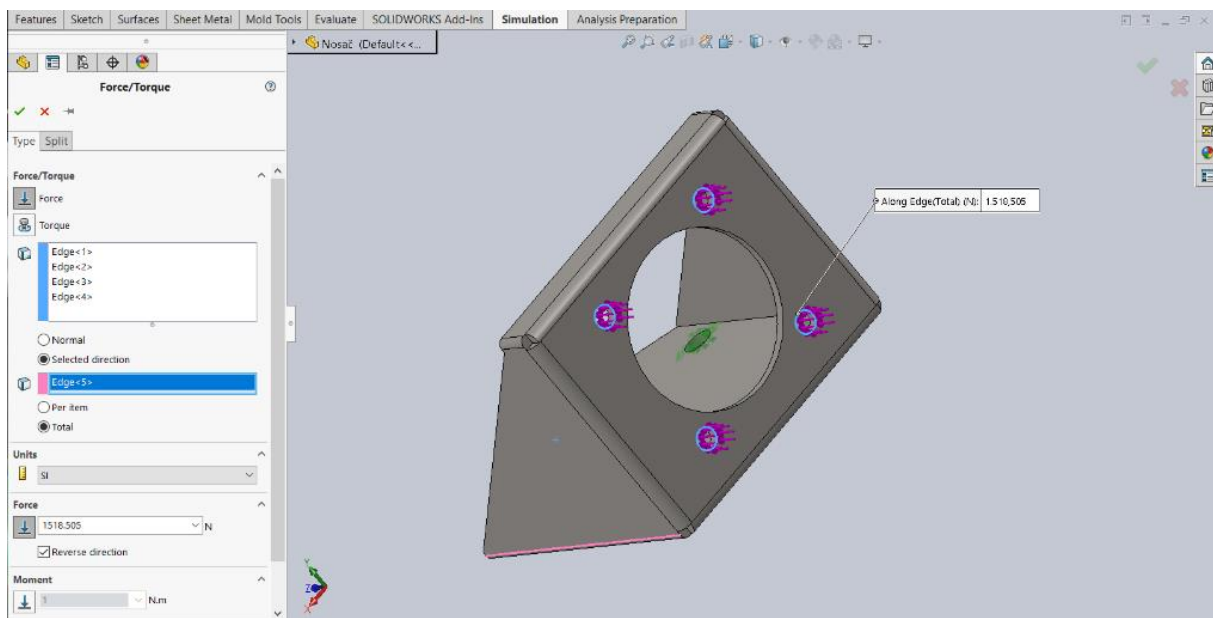 Features Sketch Surfaces Sheet Metal Mold Tools Evaluate SOLIDWORKS Add-Ins Simulation Analysis Preparation
Nosač (Default<<...
Force/Torque
Type Split
Force/Torque
Force
Torque
Edge<1>
Edge<2>
Edge<3>
Edge<4>
Normal
Selected direction
Edge<5>
Per item
Total
Units
SI
Force
1518.505 N
Reverse direction
Moment
1 N.m
Along Edge(Total) (N): 1.518,505
Y
Z
X